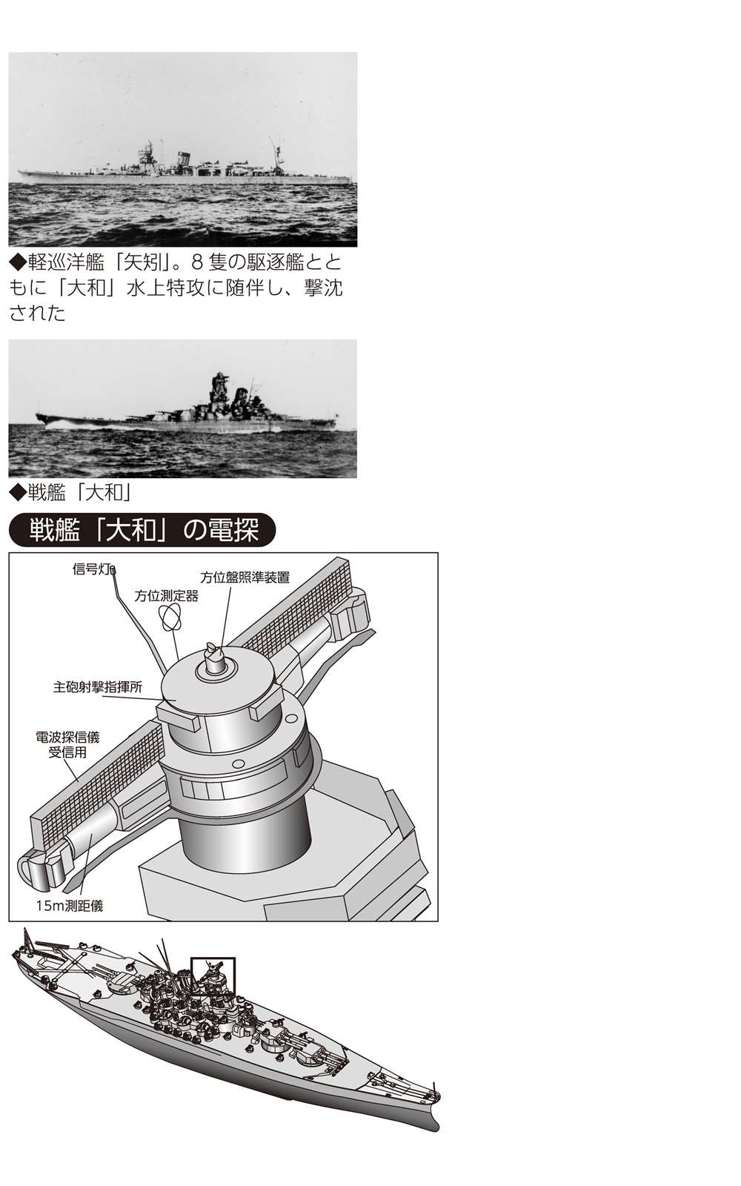 ◆軽巡洋艦「矢矧」。8隻の駆逐艦とと
もに「大和」水上特攻に随伴し、撃沈
された
◆戦艦「大和」
戦艦「大和」の電探
信号灯
方位盤照準装置
方位測定器
主砲射撃指揮所
電波探信儀
受信用
15m測距儀